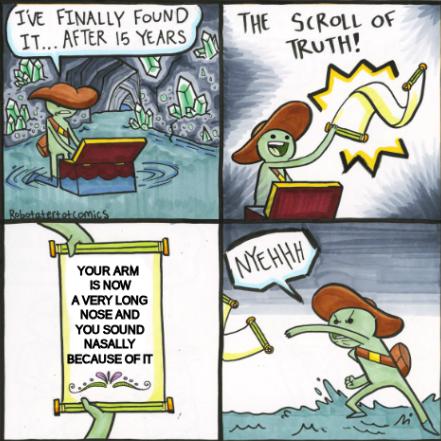 I'VE FINALLY FOUND
IT... AFTER 15 YEARS
Robotatertotcomics
THE SCROLL OF
TRUTH!
YOUR ARM
IS NOW
A VERY LONG
NOSE AND
YOU SOUND
NASALLY
BECAUSE OF IT
NYEHHH